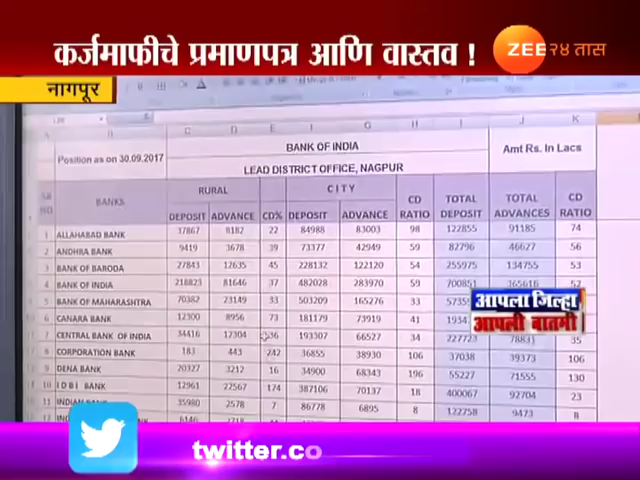 कर्जमाफीचे प्रमाणपत्र आणि वास्तव !
ZEE २४ तास
नागपूर
Position as on 30.09.2017 BANK OF INDIA Amt Rs. In Lacs
LEAD DISTRICT OFFICE, NAGPUR
SR NO BANKS RURAL CITY CD RATIO TOTAL DEPOSIT TOTAL ADVANCES CD RATIO
DEPOSIT ADVANCE CD% DEPOSIT ADVANCE
1 ALLAHABAD BANK 37867 8182 22 84988 83003 98 122855 91185 74
2 ANDHRA BANK 9419 3678 39 73377 42949 59 82796 46627 56
3 BANK OF BARODA 27843 12635 45 228132 122120 54 255975 134755 53
4 BANK OF INDIA 218823 81646 37 482028 283970 59 700851 365616 52
5 BANK OF MAHARASHTRA 70382 23149 33 503209 165276 33
6 CANARA BANK 12300 8956 73 181179 73919 41
7 CENTRAL BANK OF INDIA 34416 12304 36 193307 66527 34 227723 78831 35
8 CORPORATION BANK 183 443 242 36855 38930 106 37038 39373 106
9 DENA BANK 20327 3212 16 34900 68343 196 55227 71555 130
10 I D B I BANK 12961 22567 174 387106 70137 18 400067 92704 23
11 INDIAN BANK 35980 2578 7 86778 6895 8 122758 9473 8
12
आपला जिल्हा
आपली बातमी
twitter.co